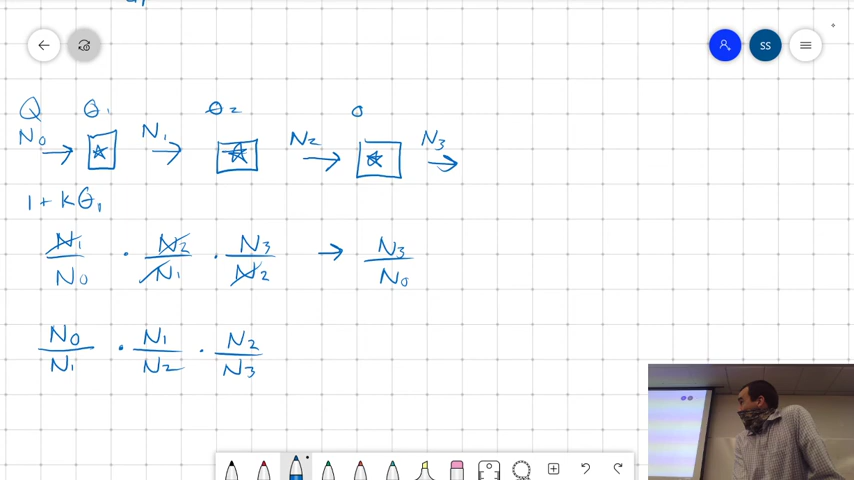 SS
Q θ₁ θ₂ θ
N₀ → ☆ N₁ → ☆ N₂ → ☆ N₃ →
1 + kθ₁
N₁/N₀ · N₂/N₁ · N₃/N₂ → N₃/N₀
N₀/N₁ · N₁/N₂ · N₂/N₃